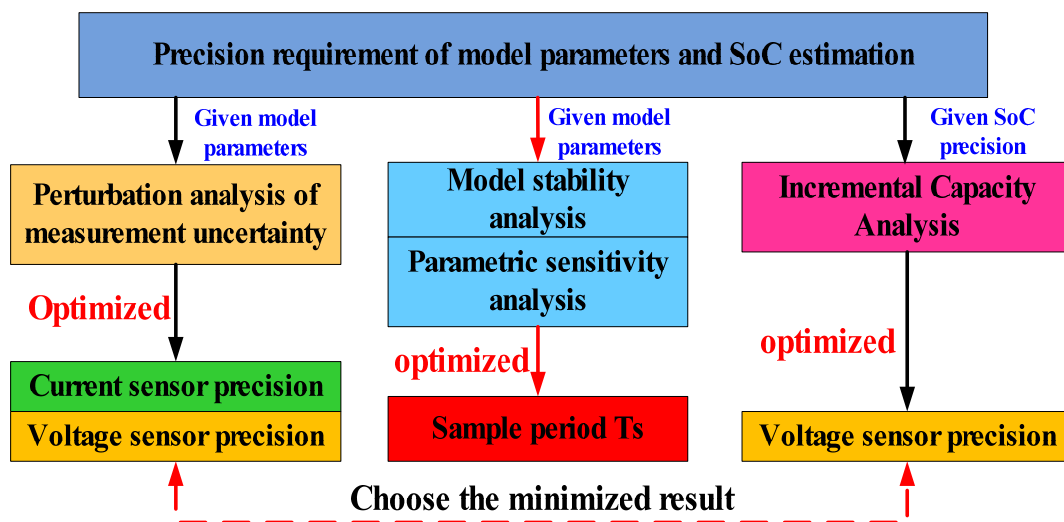 Precision requirement of model parameters and SoC estimation
Given model
parameters
Given model
parameters
Given SoC
precision
Perturbation analysis of
measurement uncertainty
Model stability
analysis
Parametric sensitivity
analysis
Incremental Capacity
Analysis
Optimized
optimized
optimized
Current sensor precision
Voltage sensor precision
Sample period Ts
Voltage sensor precision
Choose the minimized result